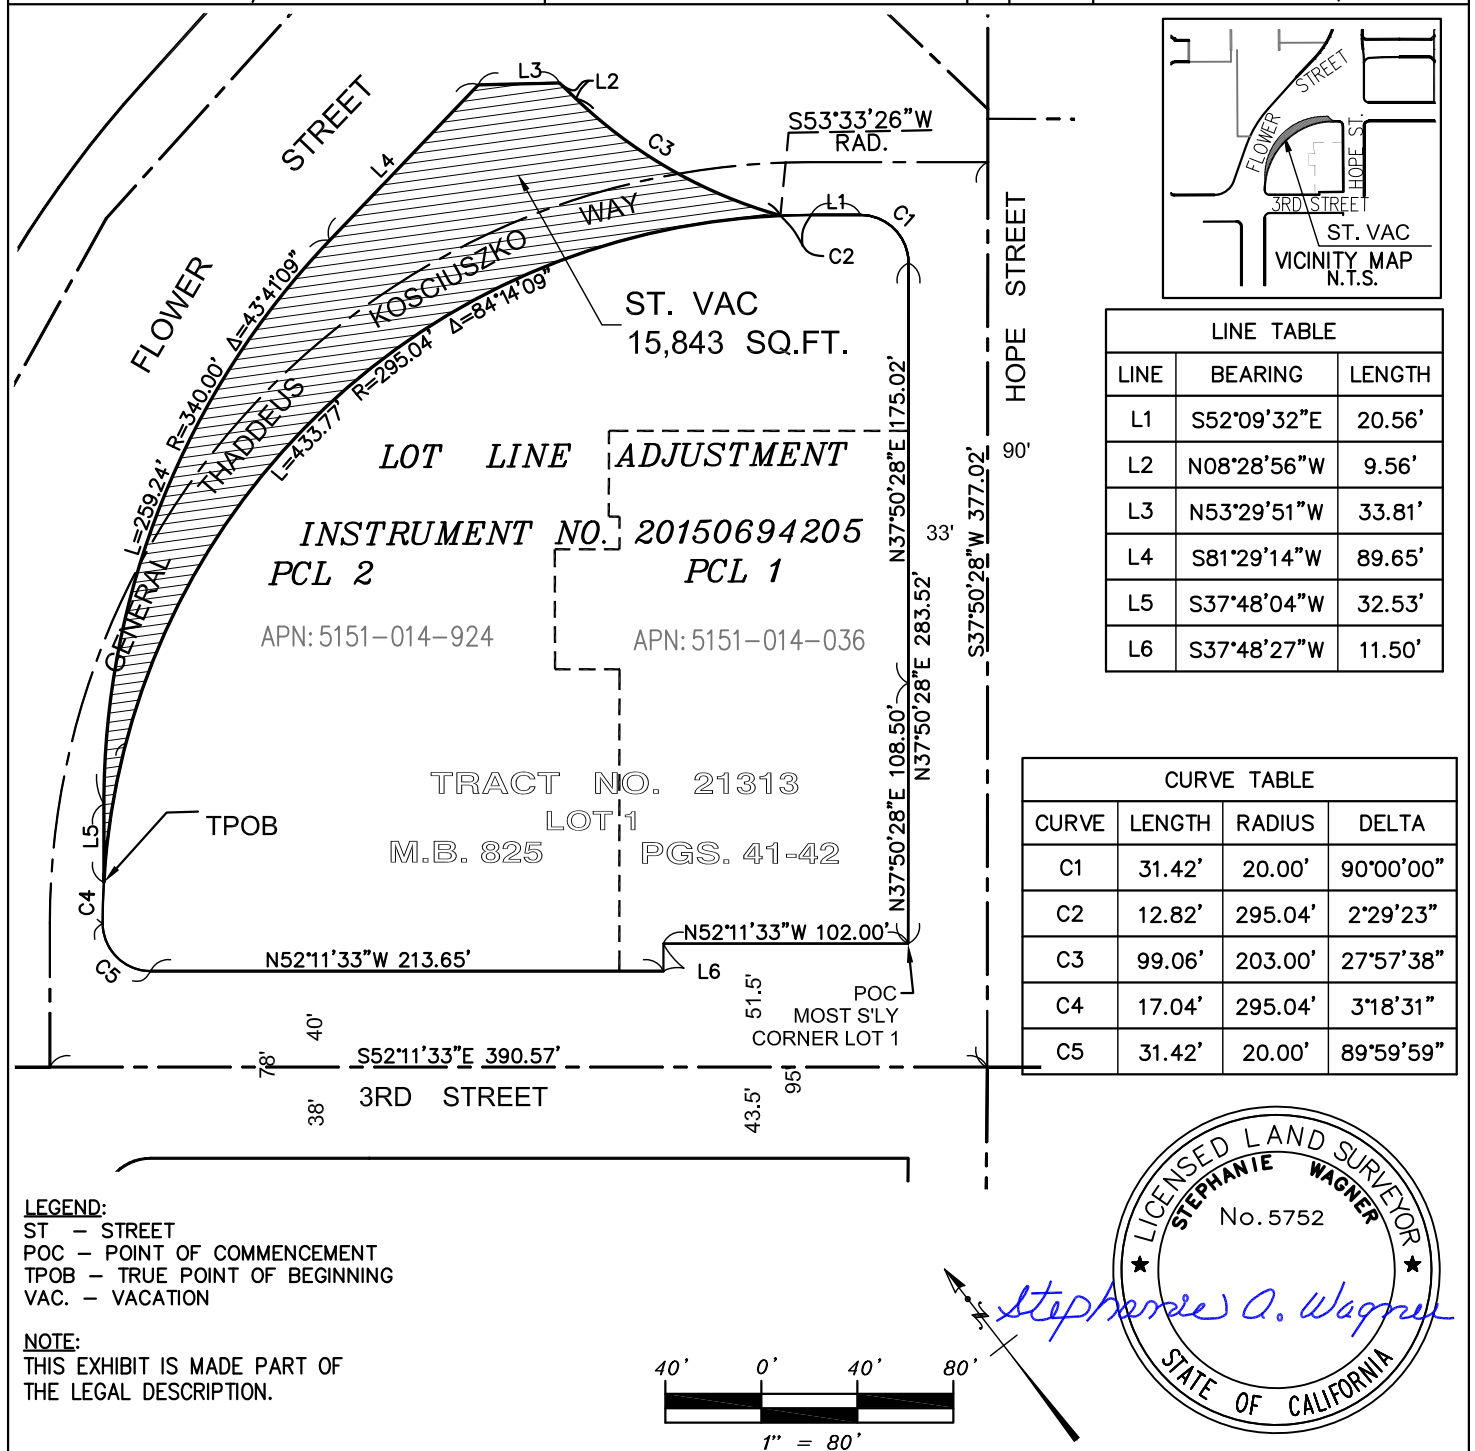 L3
L2
L4
C3
S53°33'26"W
RAD.
STREET
FLOWER
WAY
KOSCIUSZKO
THADDEUS
GENERAL
L1
C1
C2
HOPE STREET
L=259.24' R=340.00' Δ=43°41'09"
L=433.77' R=295.04' Δ=84°14'09"
ST. VAC
15,843 SQ.FT.
LOT LINE ADJUSTMENT
INSTRUMENT NO. 20150694205
PCL 2
PCL 1
APN: 5151-014-924
APN: 5151-014-036
N37°50'28"E 175.02'
N37°50'28"E 283.52'
N37°50'28"E 108.50'
S37°50'28"W 377.02'
90'
33'
TRACT NO. 21313
LOT 1
M.B. 825 PGS. 41-42
TPOB
L5
C4
C5
N52°11'33"W 213.65'
N52°11'33"W 102.00'
L6
POC
MOST S'LY
CORNER LOT 1
51.5'
40'
78'
S52°11'33"E 390.57'
3RD STREET
38'
43.5'
95'
STREET
FLOWER
HOPE ST.
3RD STREET
ST. VAC
VICINITY MAP
N.T.S.
LINE TABLE
LINE BEARING LENGTH
L1 S52°09'32"E 20.56'
L2 N08°28'56"W 9.56'
L3 N53°29'51"W 33.81'
L4 S81°29'14"W 89.65'
L5 S37°48'04"W 32.53'
L6 S37°48'27"W 11.50'
CURVE TABLE
CURVE LENGTH RADIUS DELTA
C1 31.42' 20.00' 90°00'00"
C2 12.82' 295.04' 2°29'23"
C3 99.06' 203.00' 27°57'38"
C4 17.04' 295.04' 3°18'31"
C5 31.42' 20.00' 89°59'59"
LEGEND:
ST - STREET
POC - POINT OF COMMENCEMENT
TPOB - TRUE POINT OF BEGINNING
VAC. - VACATION
NOTE:
THIS EXHIBIT IS MADE PART OF
THE LEGAL DESCRIPTION.
40' 0' 40' 80'
1" = 80'
N
LICENSED LAND SURVEYOR
STEPHANIE WAGNER
No. 5752
Stephanie A. Wagner
STATE OF CALIFORNIA